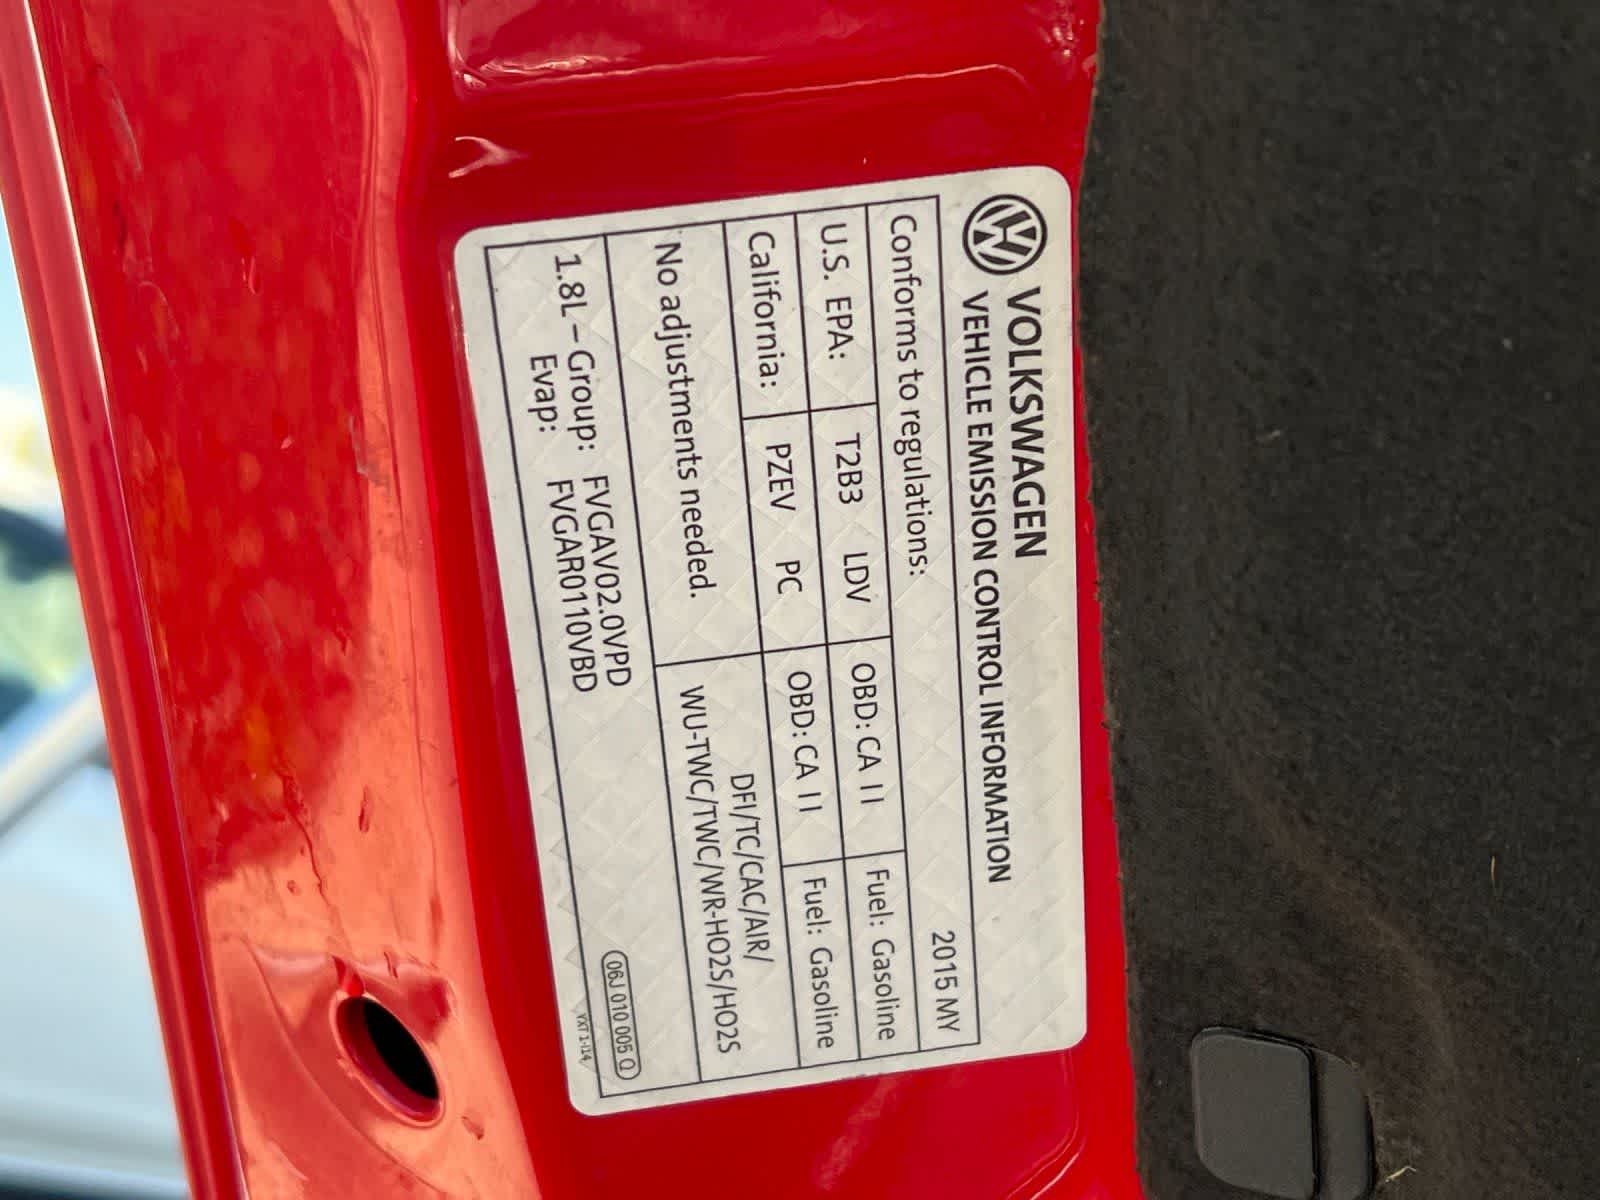 VOLKSWAGEN
VEHICLE EMISSION CONTROL INFORMATION
Conforms to regulations: 2015 MY
U.S. EPA: T2B3 LDV OBD: CA II Fuel: Gasoline
California: PZEV PC OBD: CA II Fuel: Gasoline
No adjustments needed. DFI/TC/CAC/AIR/
WU-TWC/TWC/WR-HO2S/HO2S
1.8L – Group: FVGAV02.0VPD
Evap: FVGAR0110VBD
06J 010 005 Q